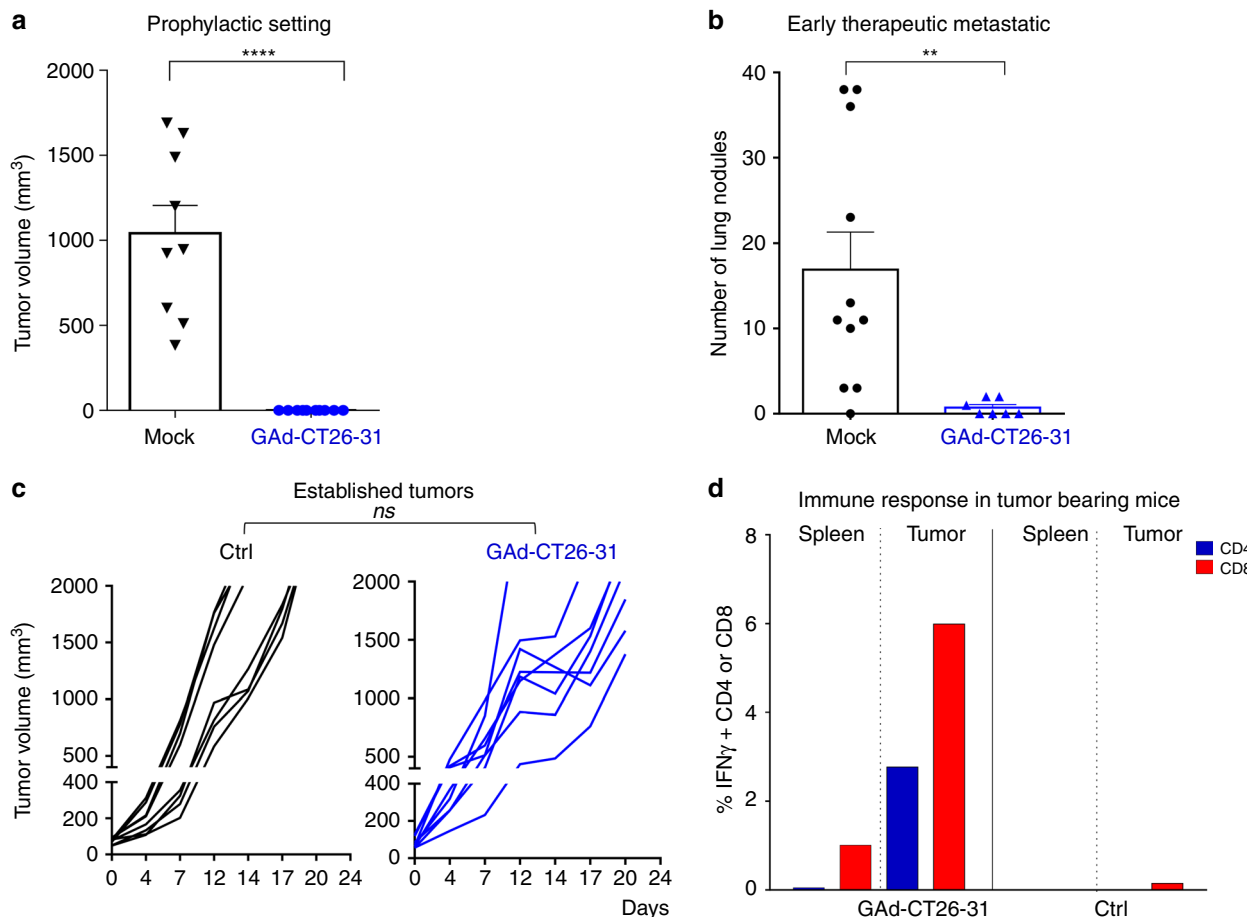 a
Prophylactic setting
****
Tumor volume (mm3)
2000
1500
1000
500
0
Mock
GAd-CT26-31
b
Early therapeutic metastatic
**
Number of lung nodules
40
30
20
10
0
Mock
GAd-CT26-31
c
Established tumors
ns
Ctrl
GAd-CT26-31
Tumor volume (mm3)
2000
1500
1000
500
400
200
0
0 4 7 12 14 17 20 24
2000
1500
1000
500
400
200
0
0 4 7 12 14 17 20 24
Days
d
Immune response in tumor bearing mice
Spleen Tumor Spleen Tumor
CD4
CD8
% IFNγ + CD4 or CD8
8
6
4
2
0
GAd-CT26-31 Ctrl